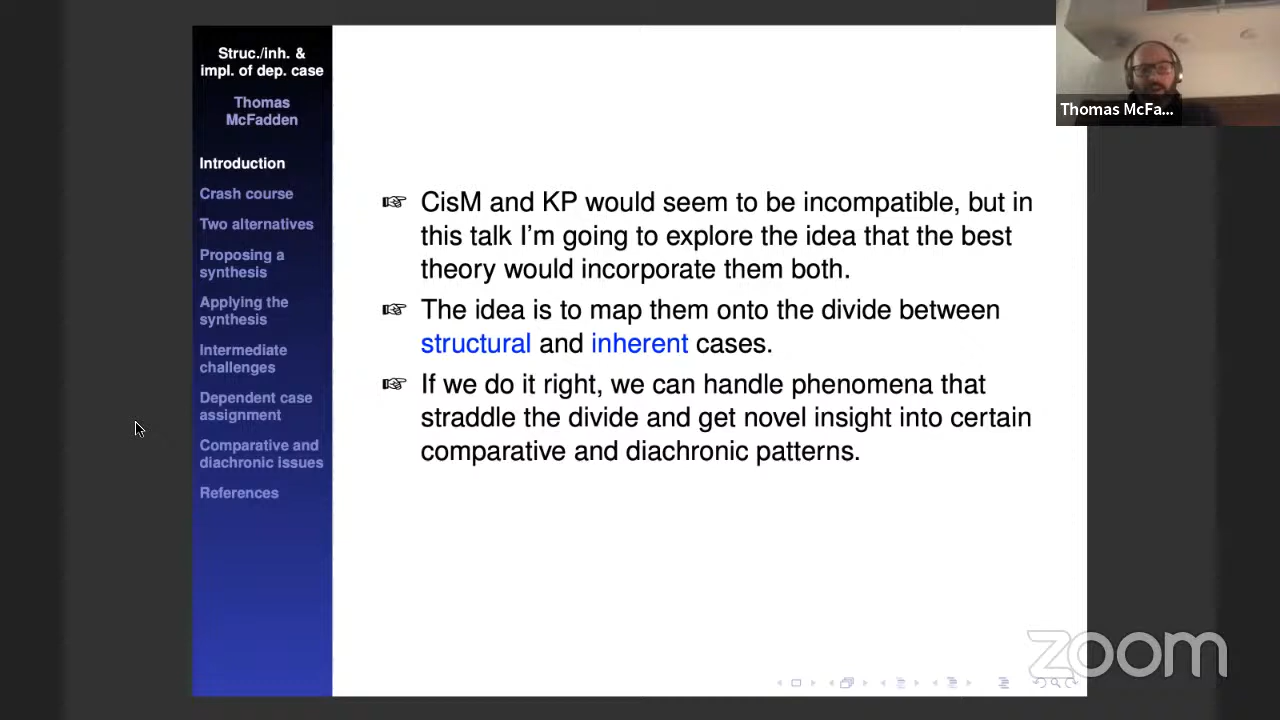 Struc./inh. &
impl. of dep. case
Thomas
McFadden
Introduction
Crash course
Two alternatives
Proposing a
synthesis
Applying the
synthesis
Intermediate
challenges
Dependent case
assignment
Comparative and
diachronic issues
References
CisM and KP would seem to be incompatible, but in
this talk I'm going to explore the idea that the best
theory would incorporate them both.
The idea is to map them onto the divide between
structural and inherent cases.
If we do it right, we can handle phenomena that
straddle the divide and get novel insight into certain
comparative and diachronic patterns.
Thomas McFa...
zoom